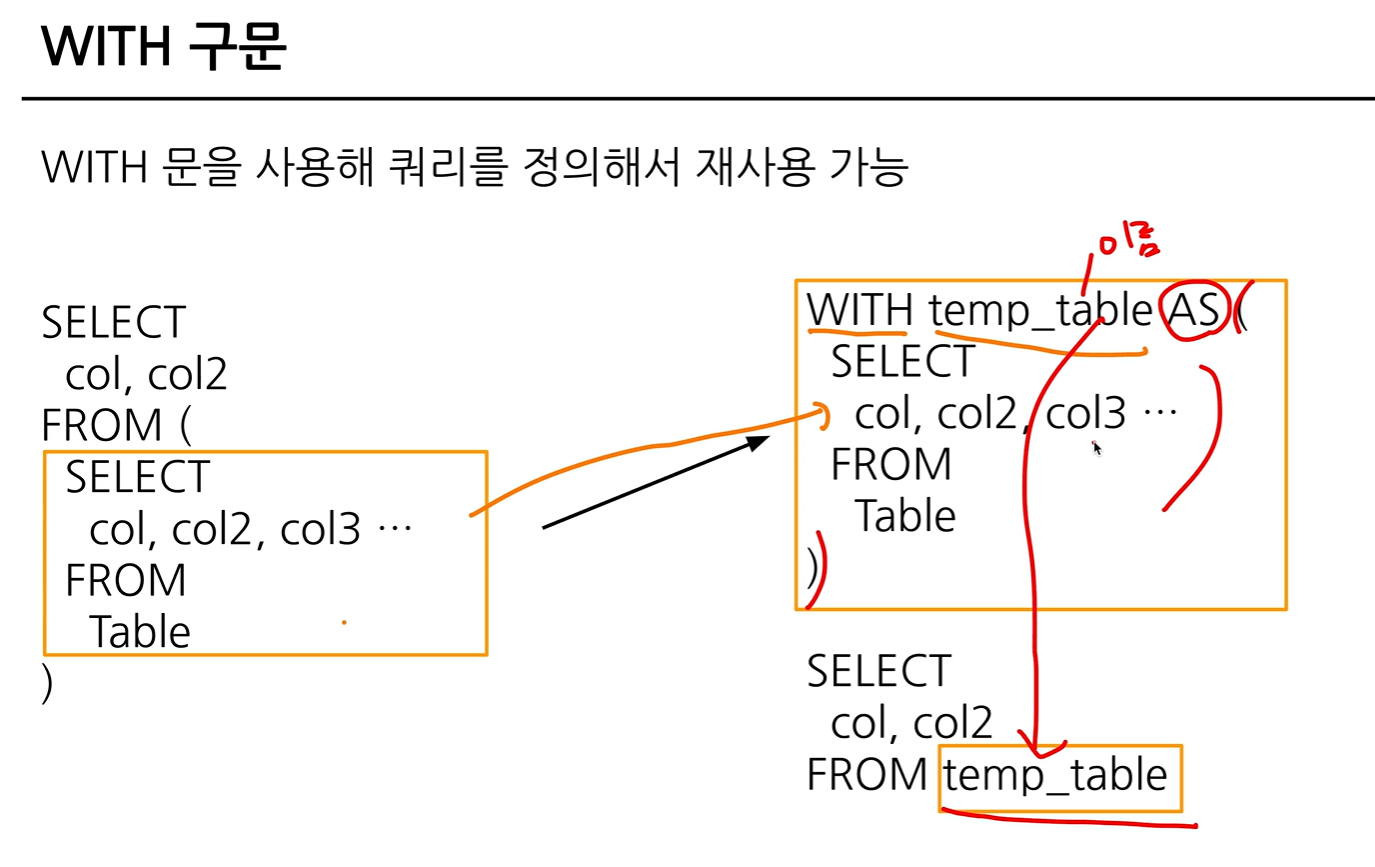 WITH 구문
WITH 문을 사용해 쿼리를 정의해서 재사용 가능
SELECT
col, col2
FROM (
SELECT
col, col2, col3 ···
FROM
Table
)
이름
WITH temp_table AS (
SELECT
col, col2, col3 ···
FROM
Table
)
SELECT
col, col2
FROM temp_table